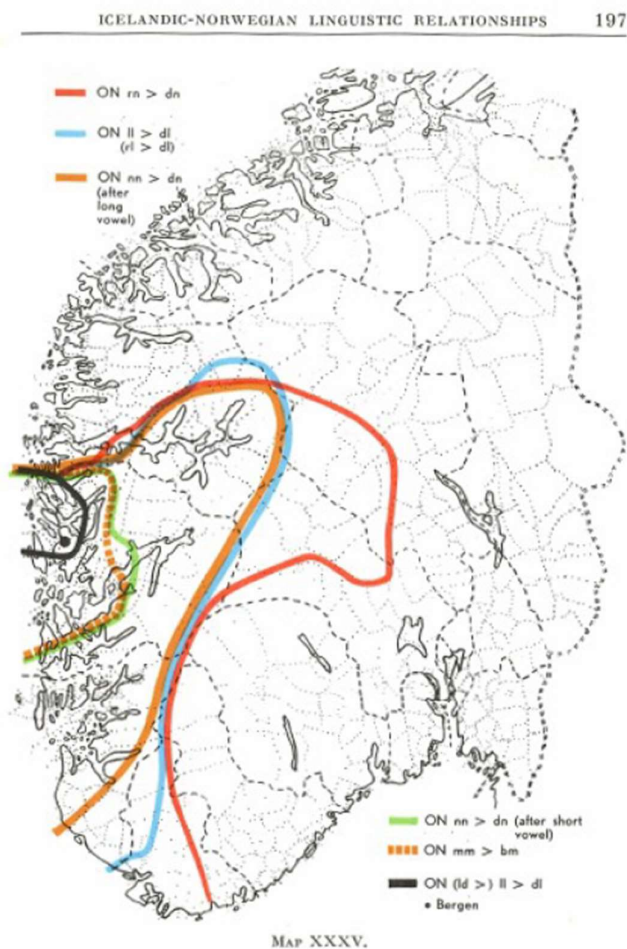 ICELANDIC-NORWEGIAN LINGUISTIC RELATIONSHIPS 197
ON rn > dn
ON ll > dl
(rl > dl)
ON nn > dn
(after
long
vowel)
ON nn > dn (after short
vowel)
ON mm > bm
ON (ld >) ll > dl
• Bergen
MAP XXXV.